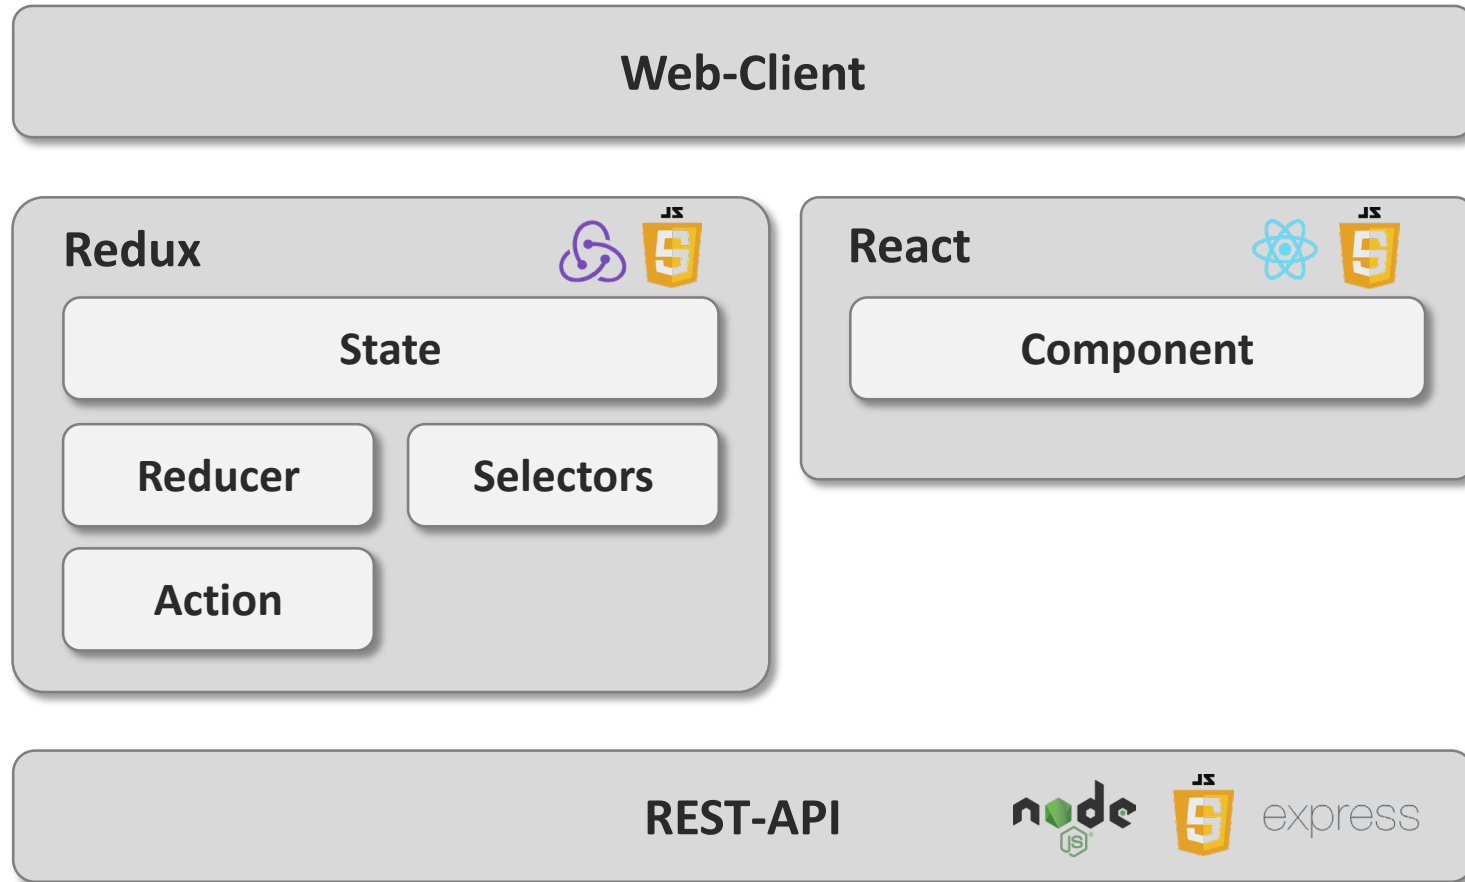 Web-Client
Redux
JS
State
Reducer
Selectors
Action
React
JS
Component
REST-API
node
JS
JS
express